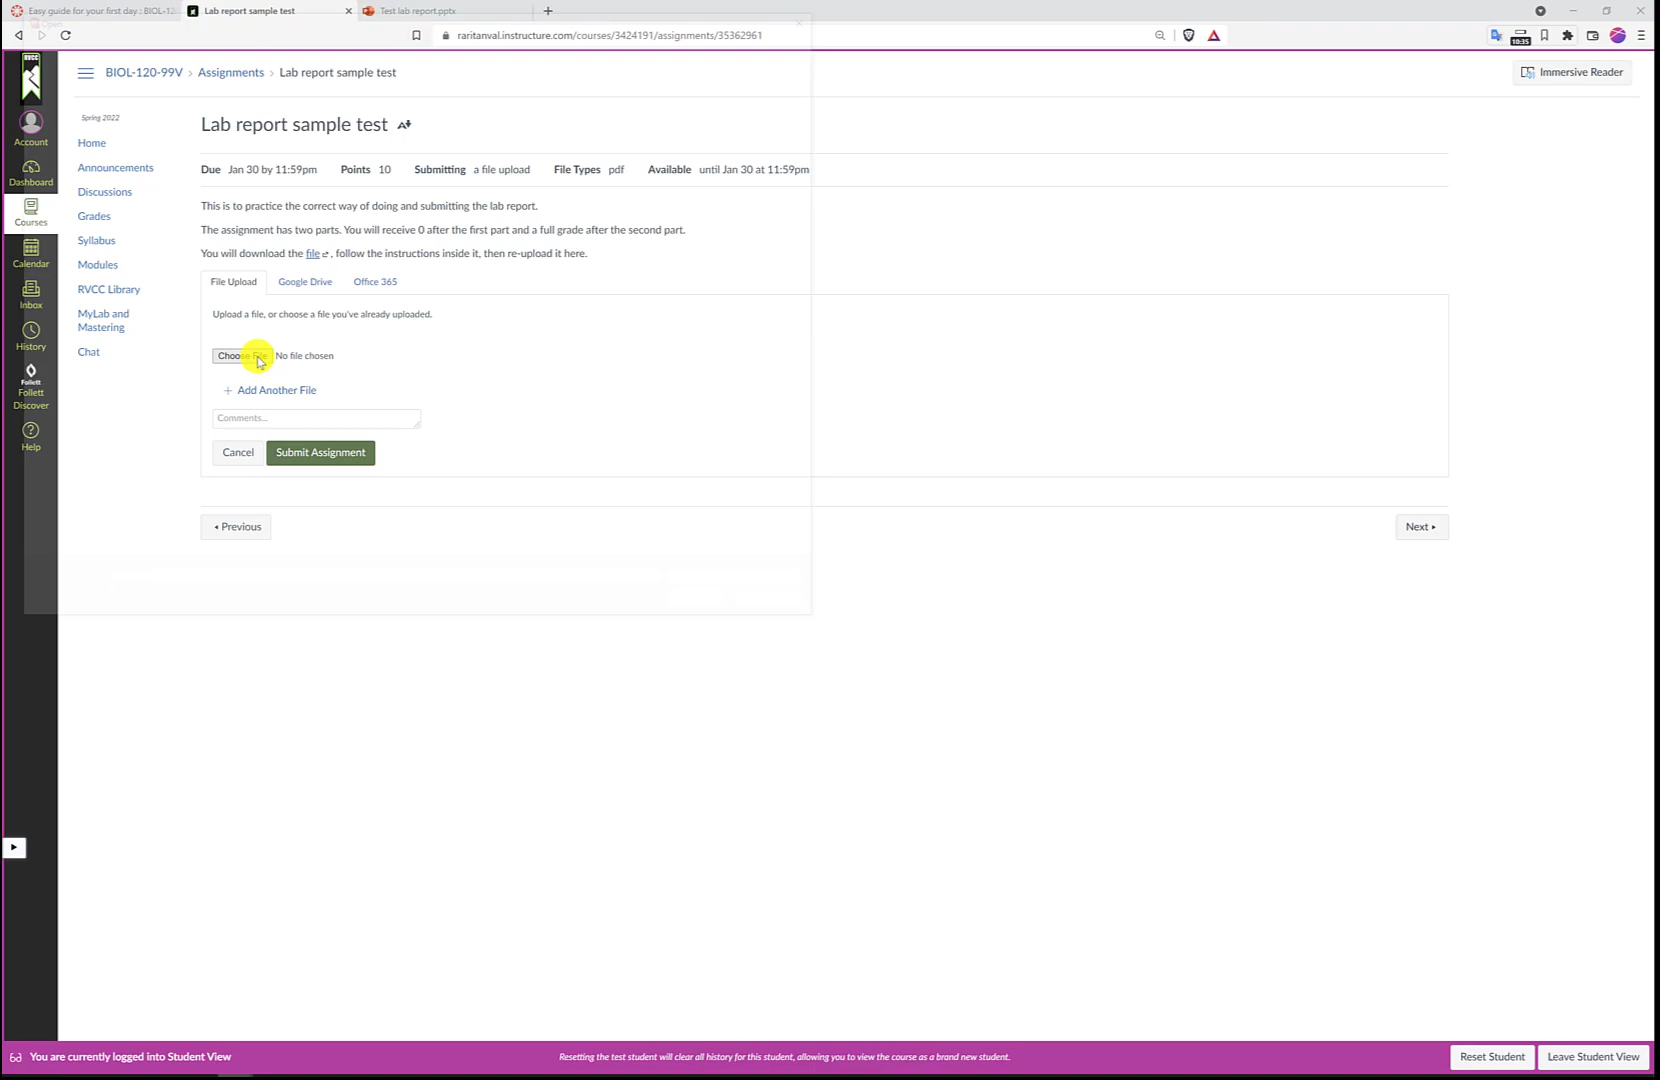 Easy guide for your first day : BIOL-12
Lab report sample test
Test lab report.pptx
Open
raritanval.instructure.com/courses/3424191/assignments/35362961
10:35
RVCC
BIOL-120-99V › Assignments › Lab report sample test
Immersive Reader
Account
Dashboard
Courses
Calendar
Inbox
History
Follett
Follett
Discover
Help
Spring 2022
Home
Announcements
Discussions
Grades
Syllabus
Modules
RVCC Library
MyLab and
Mastering
Chat
Lab report sample test
Due Jan 30 by 11:59pm Points 10 Submitting a file upload File Types pdf Available until Jan 30 at 11:59pm
This is to practice the correct way of doing and submitting the lab report.
The assignment has two parts. You will receive 0 after the first part and a full grade after the second part.
You will download the file , follow the instructions inside it, then re-upload it here.
File Upload Google Drive Office 365
Upload a file, or choose a file you've already uploaded.
Choose File No file chosen
+ Add Another File
Comments...
Cancel Submit Assignment
◂ Previous
Next ▸
You are currently logged into Student View
Resetting the test student will clear all history for this student, allowing you to view the course as a brand new student.
Reset Student
Leave Student View